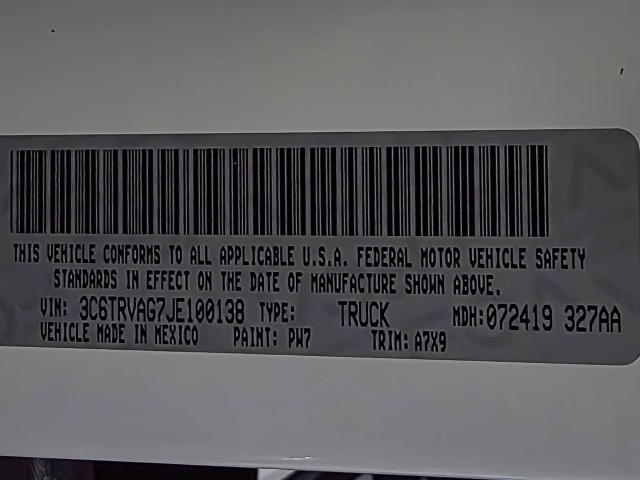 THIS VEHICLE CONFORMS TO ALL APPLICABLE U.S.A. FEDERAL MOTOR VEHICLE SAFETY
STANDARDS IN EFFECT ON THE DATE OF MANUFACTURE SHOWN ABOVE.
VIN: 3C6TRVAG7JE100138 TYPE: TRUCK MDH:072419 327AA
VEHICLE MADE IN MEXICO PAINT: PW7 TRIM: A7X9